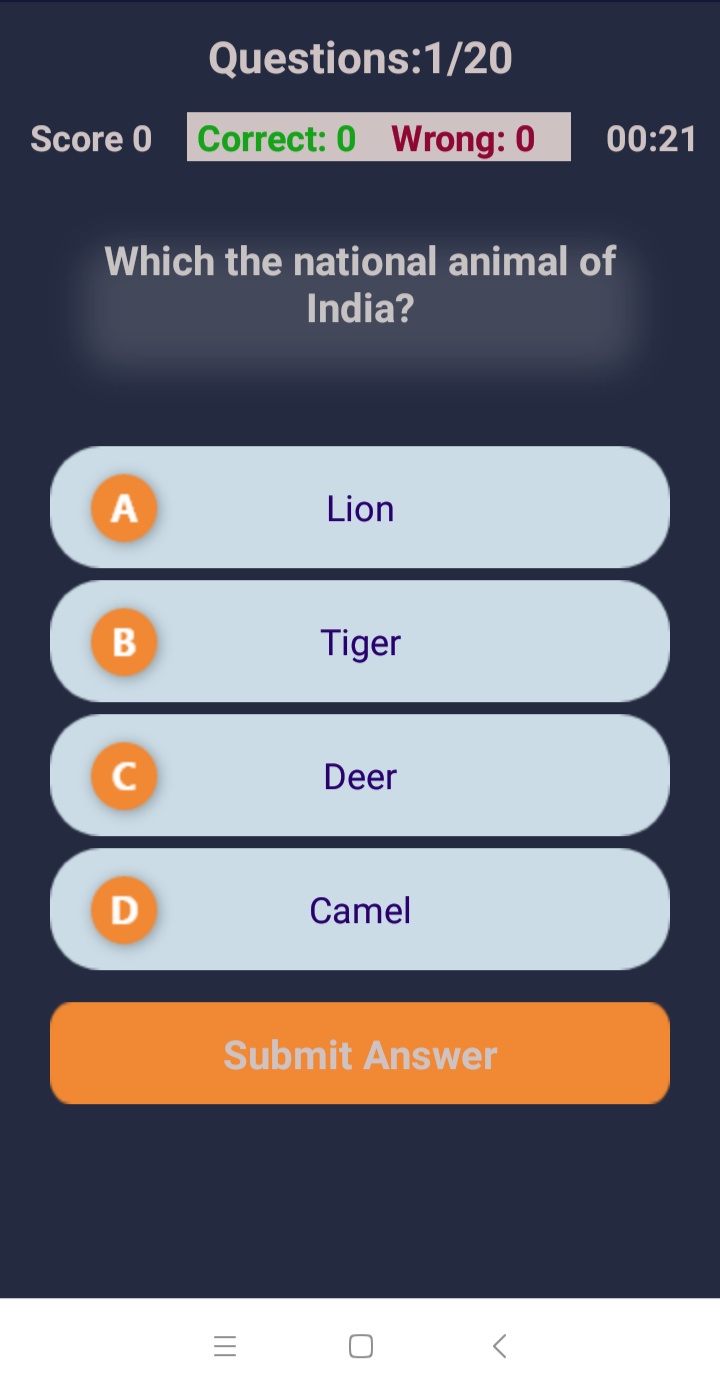 Questions:1/20
Score 0 Correct: 0 Wrong: 0 00:21
Which the national animal of
India?
A Lion
B Tiger
C Deer
D Camel
Submit Answer